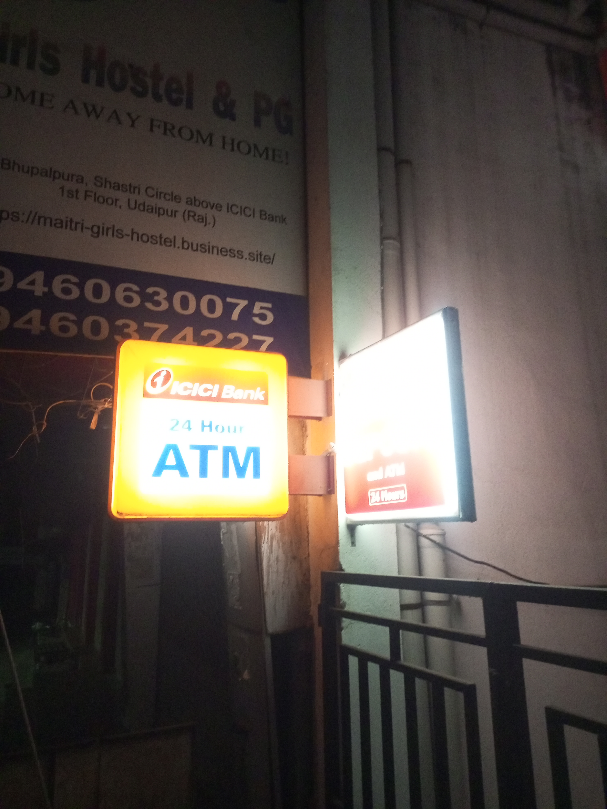 Girls Hostel & PG
OME AWAY FROM HOME!
Bhupalpura, Shastri Circle above ICICI Bank
1st Floor, Udaipur (Raj.)
ps://maitri-girls-hostel.business.site/
9460630075
9460374227
ICICI Bank
24 Hour
ATM
and ATM
24 Hours